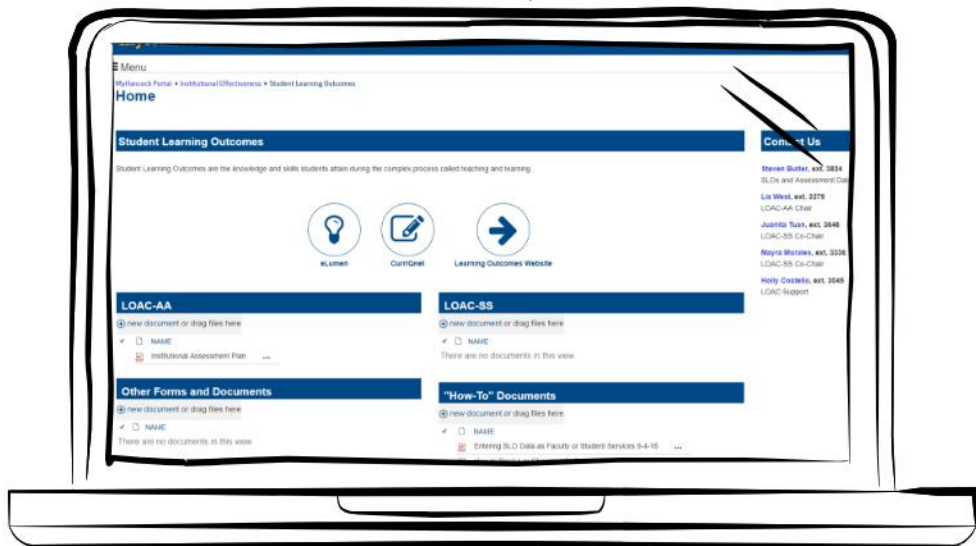 Menu
MyHancock Portal • Institutional Effectiveness • Student Learning Outcomes
Home
Student Learning Outcomes
Student Learning Outcomes are the knowledge and skills students attain during the complex process called teaching and learning.
eLumen
CurriQnet
Learning Outcomes Website
Contact Us
Steven Butler, ext. 3824
SLOs and Assessment Data
Liz West, ext. 3279
LOAC-AA Chair
Juanita Tuan, ext. 3646
LOAC-SS Co-Chair
Mayra Morales, ext. 3336
LOAC-SS Co-Chair
Holly Costello, ext. 3045
LOAC Support
LOAC-AA
new document or drag files here
NAME
Institutional Assessment Plan ...
LOAC-SS
new document or drag files here
NAME
There are no documents in this view
Other Forms and Documents
new document or drag files here
NAME
There are no documents in this view
"How-To" Documents
new document or drag files here
NAME
Entering SLO Data as Faculty or Student Services 9-4-18 ...